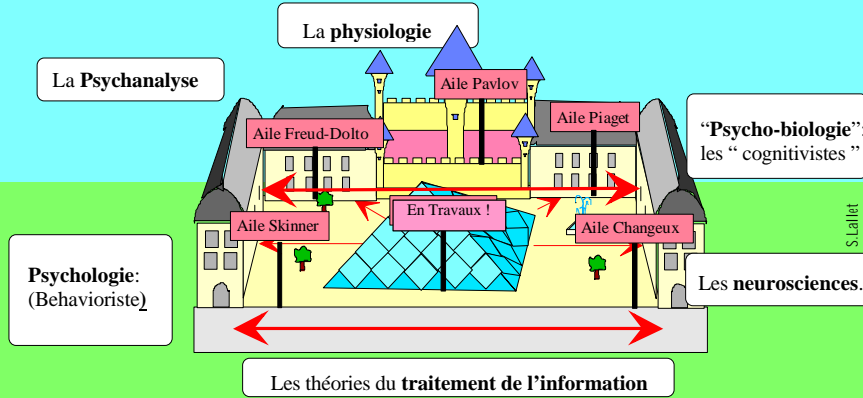 La physiologie
La Psychanalyse
Aile Pavlov
Aile Freud-Dolto
Aile Piaget
“Psycho-biologie”:
les “ cognitivistes ”
En Travaux !
Aile Skinner
Aile Changeux
S.Lallet
Psychologie:
(Behavioriste)
Les neurosciences.
Les théories du traitement de l’information